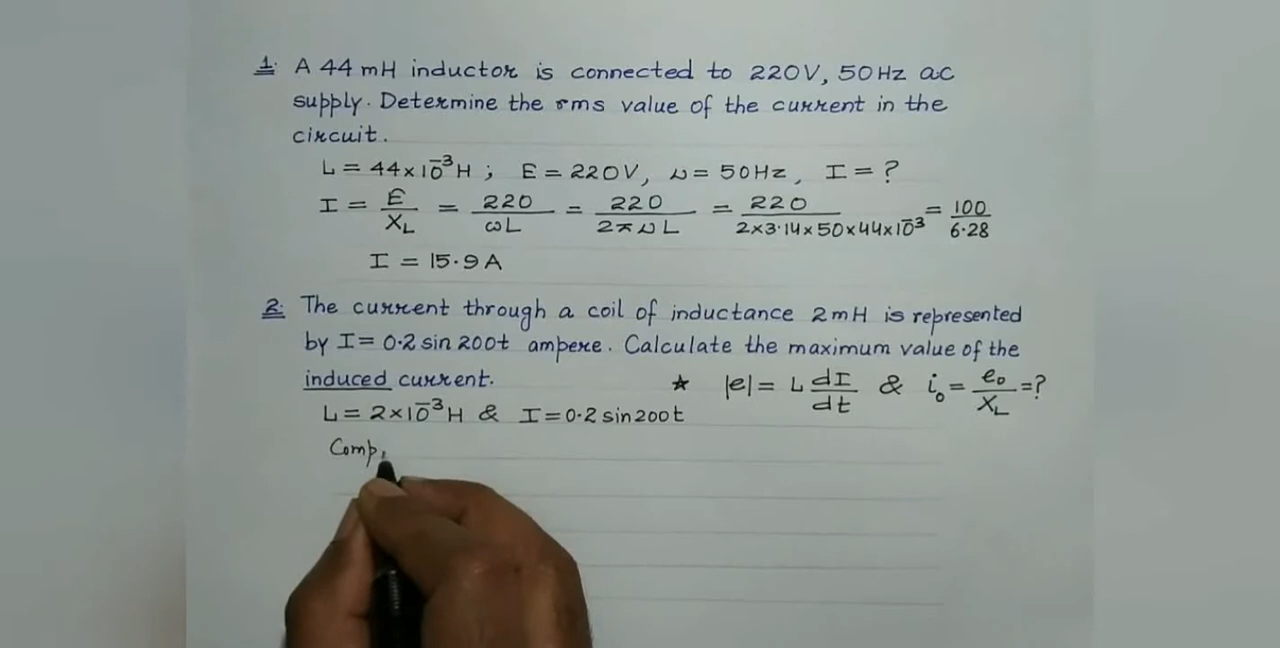 1. A 44 mH inductor is connected to 220V, 50 Hz ac
supply. Determine the rms value of the current in the
circuit.
L = 44×10⁻³H ; E = 220V, ν = 50Hz, I = ?
I = E/X_L = 220/ωL = 220/2πνL = 220/2×3.14×50×44×10⁻³ = 100/6.28
I = 15.9 A
2. The current through a coil of inductance 2mH is represented
by I = 0.2 sin 200t ampere. Calculate the maximum value of the
induced current.
* |e| = L dI/dt & i₀ = e₀/X_L = ?
L = 2×10⁻³H & I = 0.2 sin 200t
Comp